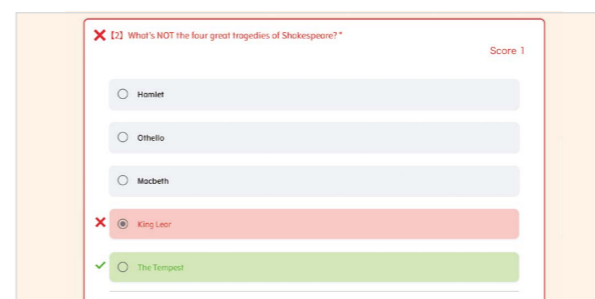 【2】 What's NOT the four great tragedies of Shakespeare? *
Score 1
Hamlet
Othello
Macbeth
King Lear
The Tempest